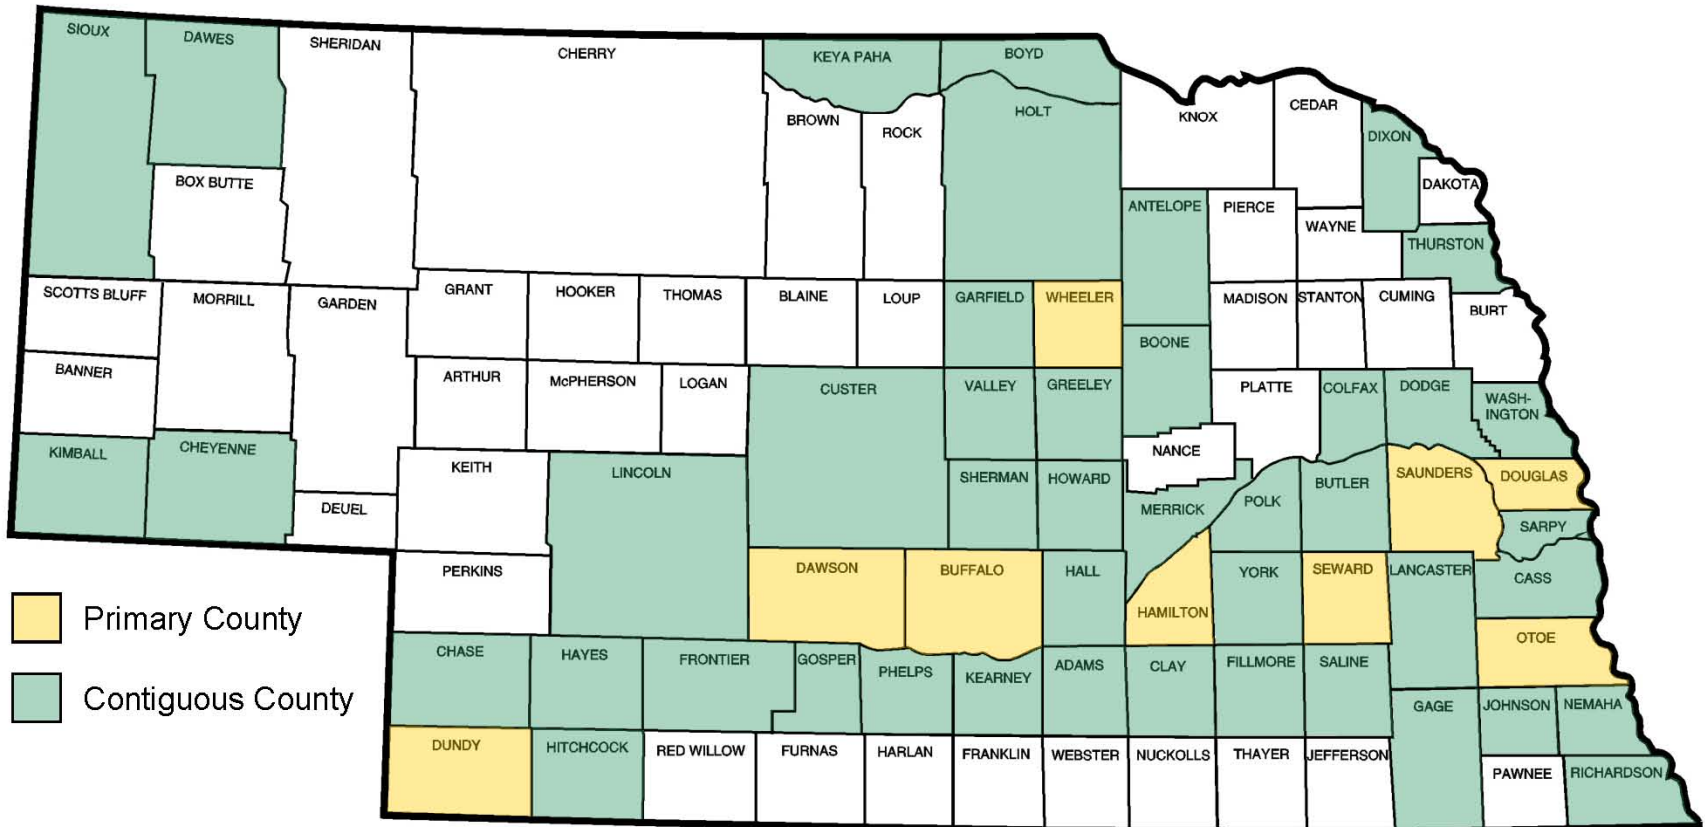 SIOUX
DAWES
SHERIDAN
CHERRY
KEYA PAHA
BOYD
HOLT
BROWN
ROCK
KNOX
CEDAR
DIXON
DAKOTA
BOX BUTTE
ANTELOPE
PIERCE
WAYNE
THURSTON
SCOTTS BLUFF
MORRILL
GARDEN
GRANT
HOOKER
THOMAS
BLAINE
LOUP
GARFIELD
WHEELER
MADISON
STANTON
CUMING
BURT
BOONE
BANNER
ARTHUR
McPHERSON
LOGAN
CUSTER
VALLEY
GREELEY
PLATTE
COLFAX
DODGE
WASH-
INGTON
KIMBALL
CHEYENNE
KEITH
LINCOLN
NANCE
SHERMAN
HOWARD
SAUNDERS
DOUGLAS
DEUEL
MERRICK
POLK
BUTLER
SARPY
PERKINS
DAWSON
BUFFALO
HALL
HAMILTON
YORK
SEWARD
LANCASTER
CASS
Primary County
OTOE
CHASE
HAYES
FRONTIER
GOSPER
PHELPS
KEARNEY
ADAMS
CLAY
FILLMORE
SALINE
Contiguous County
GAGE
JOHNSON
NEMAHA
DUNDY
HITCHCOCK
RED WILLOW
FURNAS
HARLAN
FRANKLIN
WEBSTER
NUCKOLLS
THAYER
JEFFERSON
PAWNEE
RICHARDSON